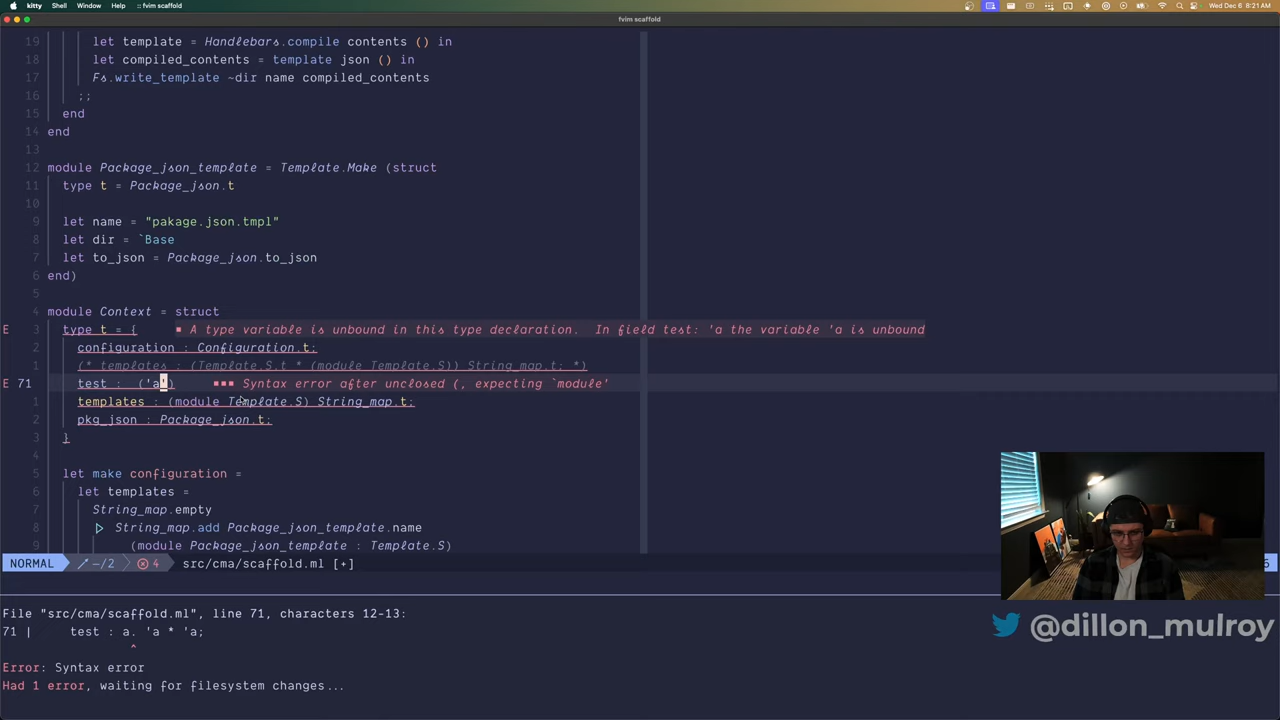 kitty Shell Window Help :: fvim scaffold Wed Dec 6 8:21 AM
fvim scaffold
19 let template = Handlebars.compile contents () in
18 let compiled_contents = template json () in
17 Fs.write_template ~dir name compiled_contents
16 ;;
15 end
14 end
13
12 module Package_json_template = Template.Make (struct
11 type t = Package_json.t
10
9 let name = "pakage.json.tmpl"
8 let dir = `Base
7 let to_json = Package_json.to_json
6 end)
5
4 module Context = struct
E 3 type t = { ■ A type variable is unbound in this type declaration. In field test: 'a the variable 'a is unbound
2 configuration : Configuration.t;
1 (* templates : (Template.S.t * (module Template.S)) String_map.t; *)
E 71 test : ('a') ■■■ Syntax error after unclosed (, expecting `module'
1 templates : (module Template.S) String_map.t;
2 pkg_json : Package_json.t;
3 }
4
5 let make configuration =
6 let templates =
7 String_map.empty
8 |> String_map.add Package_json_template.name
9 (module Package_json_template : Template.S)
NORMAL ~/2 4 src/cma/scaffold.ml [+]
File "src/cma/scaffold.ml", line 71, characters 12-13:
71 | test : a. 'a * 'a;
^
Error: Syntax error
Had 1 error, waiting for filesystem changes...
@dillon_mulroy